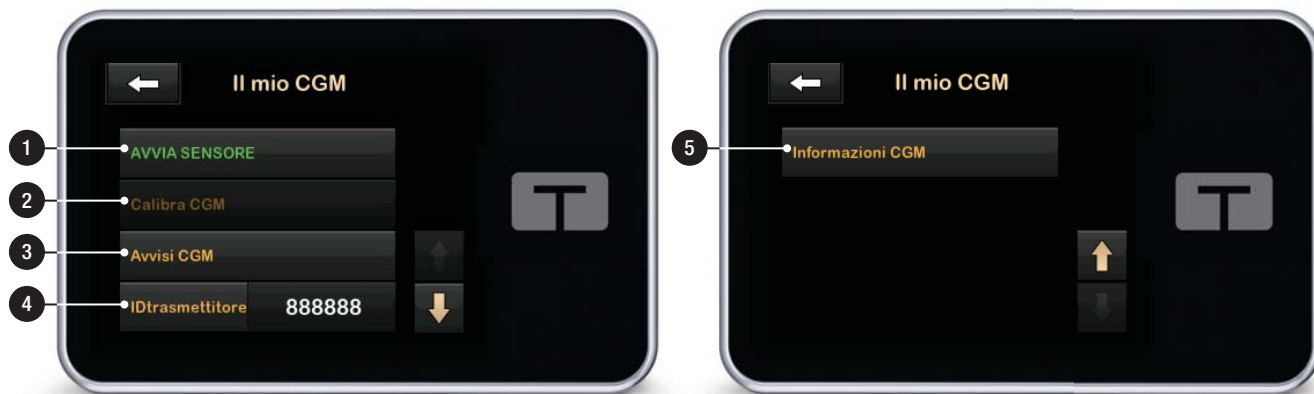 Il mio CGM
1 AVVIA SENSORE
2 Calibra CGM
3 Avvisi CGM
4 IDtrasmettitore 888888
Il mio CGM
5 Informazioni CGM